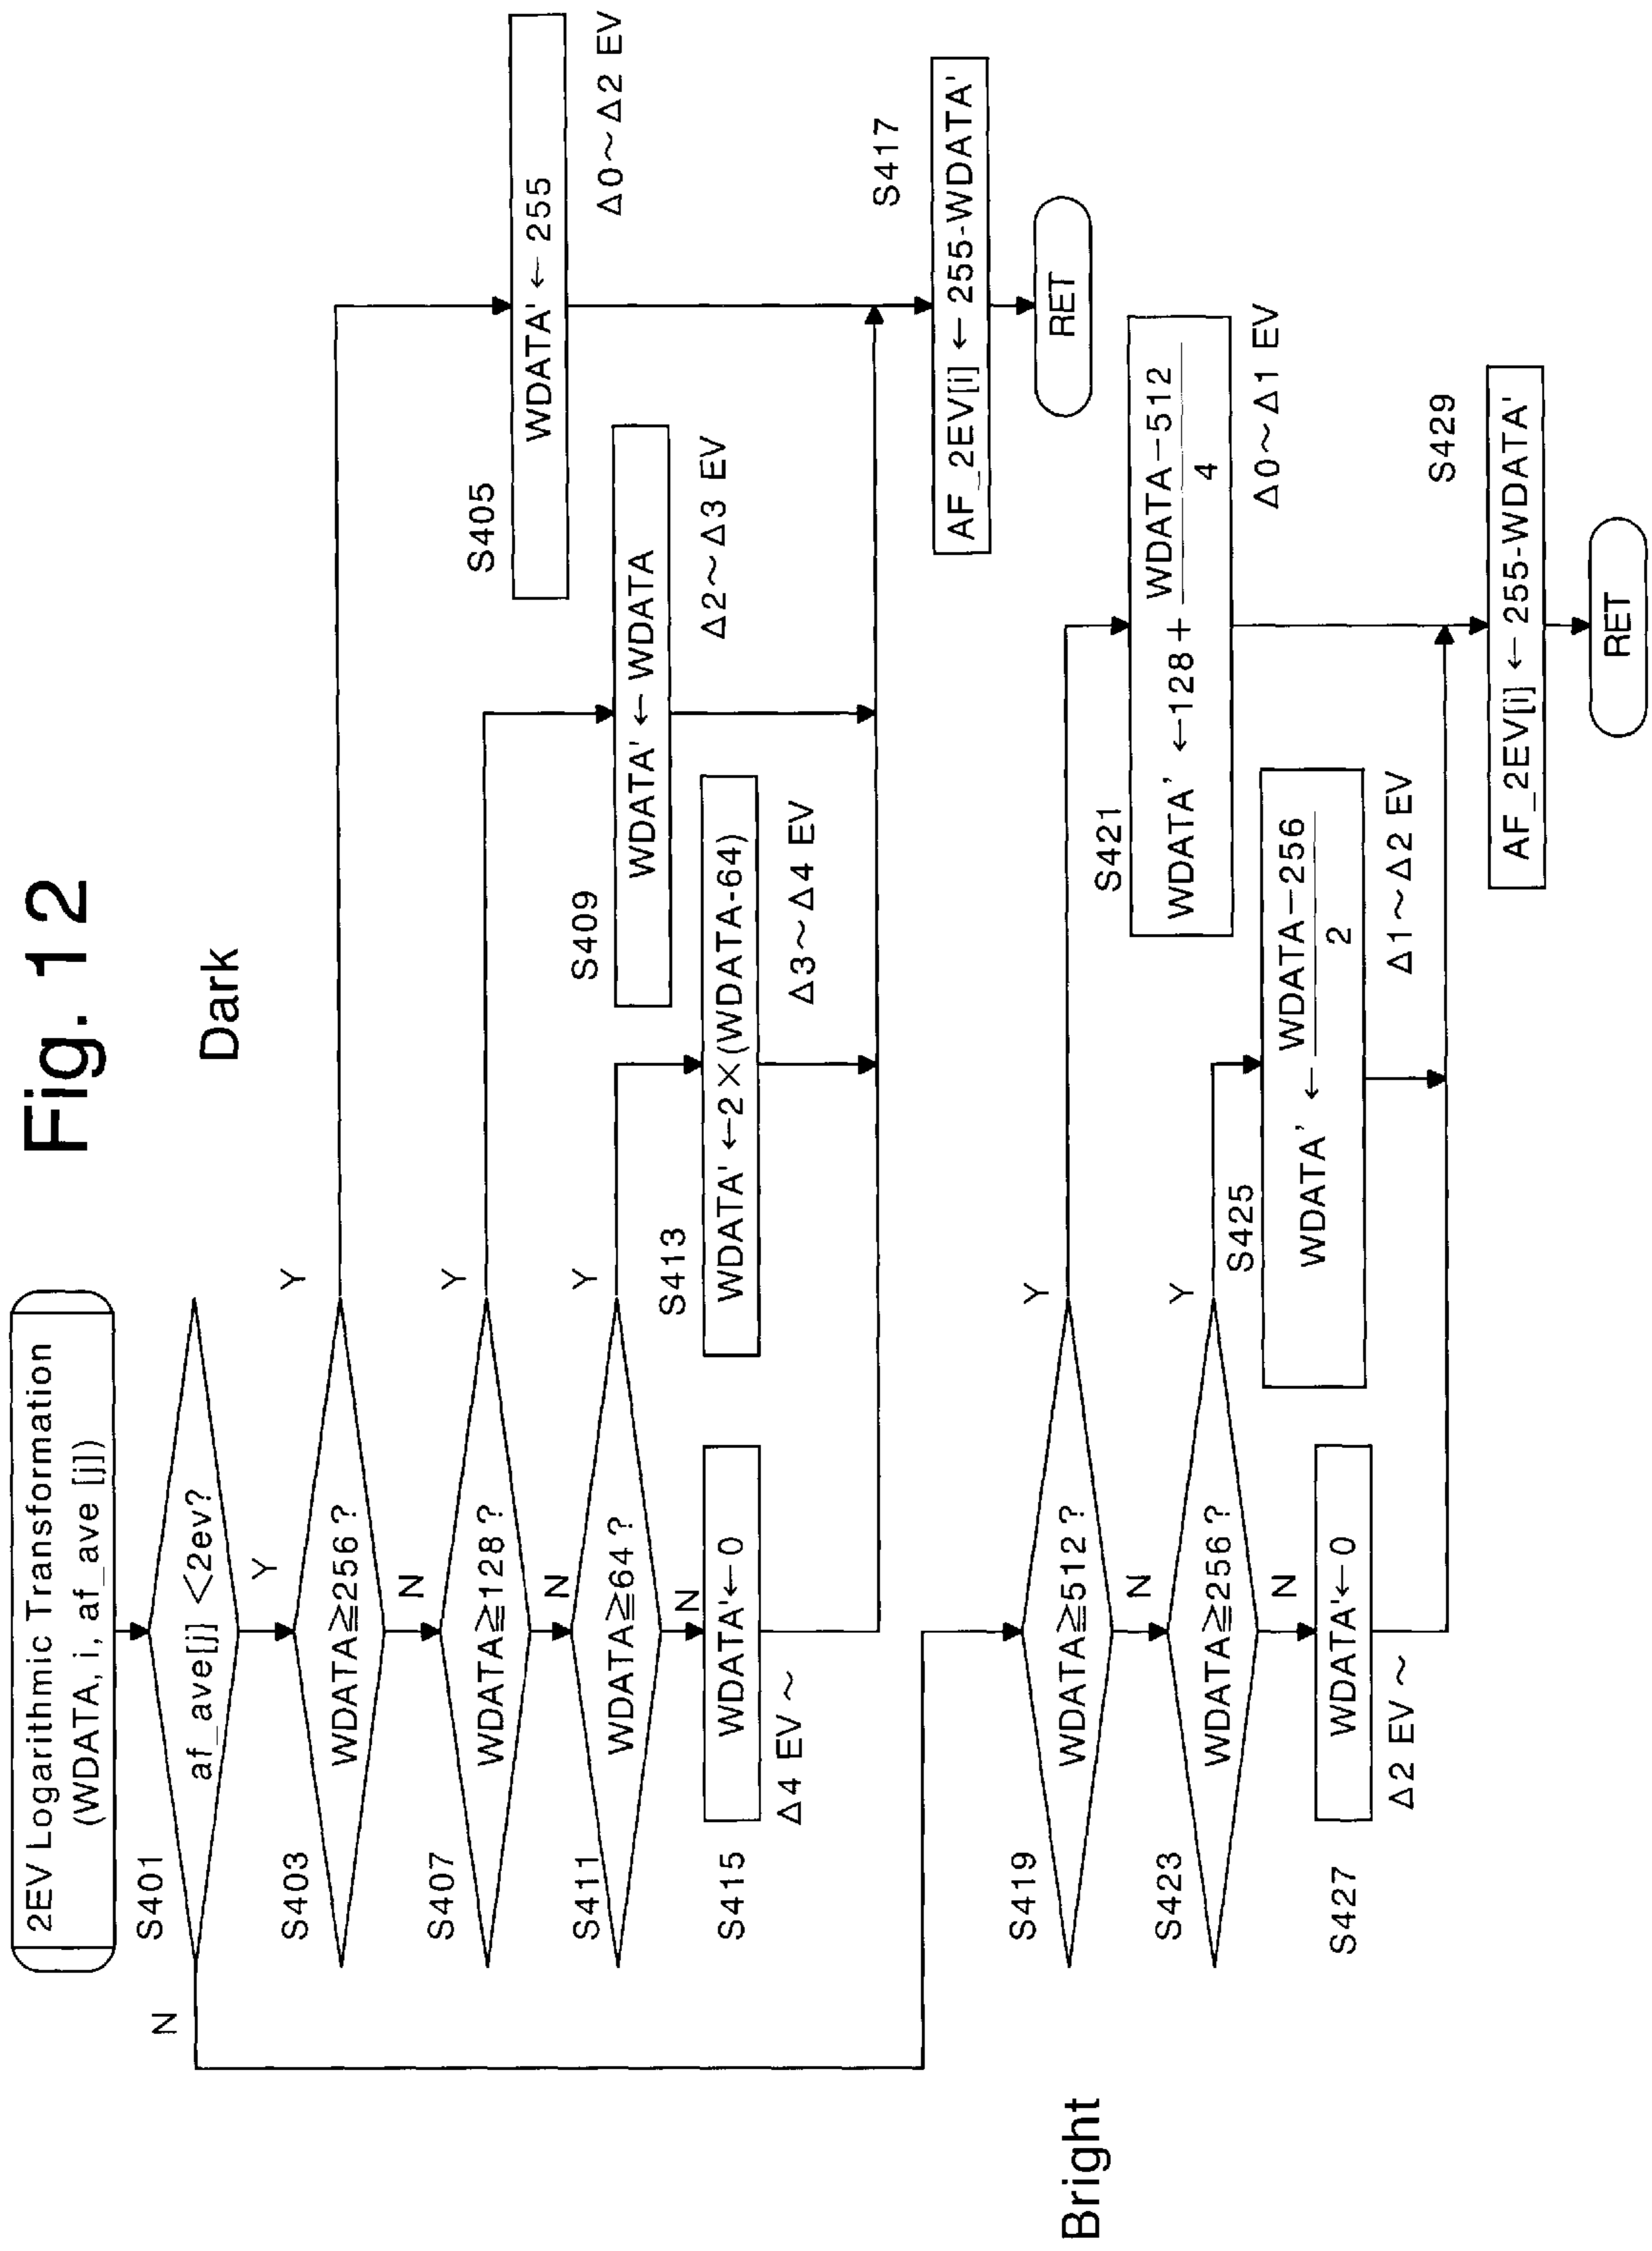 Fig. 12
2EV Logarithmic Transformation
(WDATA, i, af_ave [j])
S401
af_ave[j] <2ev?
N
Y
Dark
S403
WDATA≧256?
Y
N
S405
WDATA' ← 255
Δ0~Δ2 EV
S407
WDATA≧128?
Y
N
S409
WDATA' ← WDATA
Δ2~Δ3 EV
S411
WDATA≧64?
Y
N
S413
WDATA' ←2×(WDATA-64)
Δ3~Δ4 EV
S415
WDATA'←0
Δ4 EV ~
S417
AF_2EV[i] ← 255-WDATA'
RET
Bright
S419
WDATA≧512?
Y
N
S421
WDATA' ←128+ WDATA-512
4
Δ0~Δ1 EV
S423
WDATA≧256?
Y
N
S425
WDATA' ← WDATA-256
2
Δ1~Δ2 EV
S427
WDATA'←0
Δ2 EV ~
S429
AF_2EV[i] ← 255-WDATA'
RET